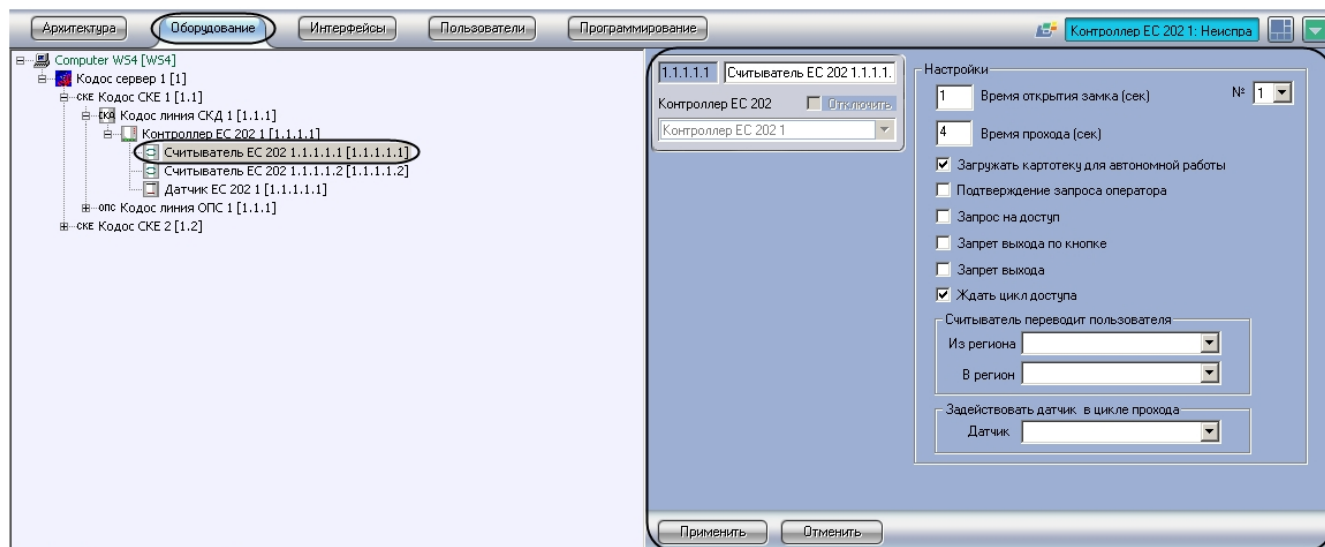 Архитектура Оборудование Интерфейсы Пользователи Программирование Контроллер ЕС 202 1: Неиспра
Computer WS4 [WS4]
Кодос сервер 1 [1]
СКЕ Кодос СКЕ 1 [1.1]
СКД Кодос линия СКД 1 [1.1.1]
Контроллер ЕС 202 1 [1.1.1.1]
Считыватель ЕС 202 1.1.1.1.1 [1.1.1.1.1]
Считыватель ЕС 202 1.1.1.1.2 [1.1.1.1.2]
Датчик ЕС 202 1 [1.1.1.1.1]
ОПС Кодос линия ОПС 1 [1.1.1]
СКЕ Кодос СКЕ 2 [1.2]
1.1.1.1.1 Считыватель ЕС 202 1.1.1.1.
Контроллер ЕС 202 Отключить
Контроллер ЕС 202 1
Настройки
1 Время открытия замка (сек) № 1
4 Время прохода (сек)
Загружать картотеку для автономной работы
Подтверждение запроса оператора
Запрос на доступ
Запрет выхода по кнопке
Запрет выхода
Ждать цикл доступа
Считыватель переводит пользователя
Из региона
В регион
Задействовать датчик в цикле прохода
Датчик
Применить Отменить